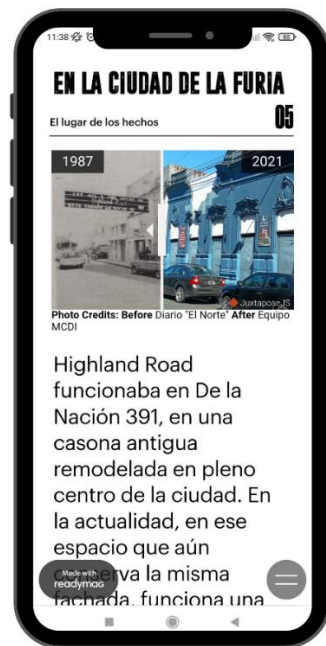 11:38
EN LA CIUDAD DE LA FURIA
El lugar de los hechos
05
1987
2021
JuxtaposeJS
Photo Credits: Before Diario "El Norte" After Equipo
MCDI
Highland Road
funcionaba en De la
Nación 391, en una
casona antigua
remodelada en pleno
centro de la ciudad. En
la actualidad, en ese
espacio que aún
conserva la misma
fachada, funciona una
Made with
readymag